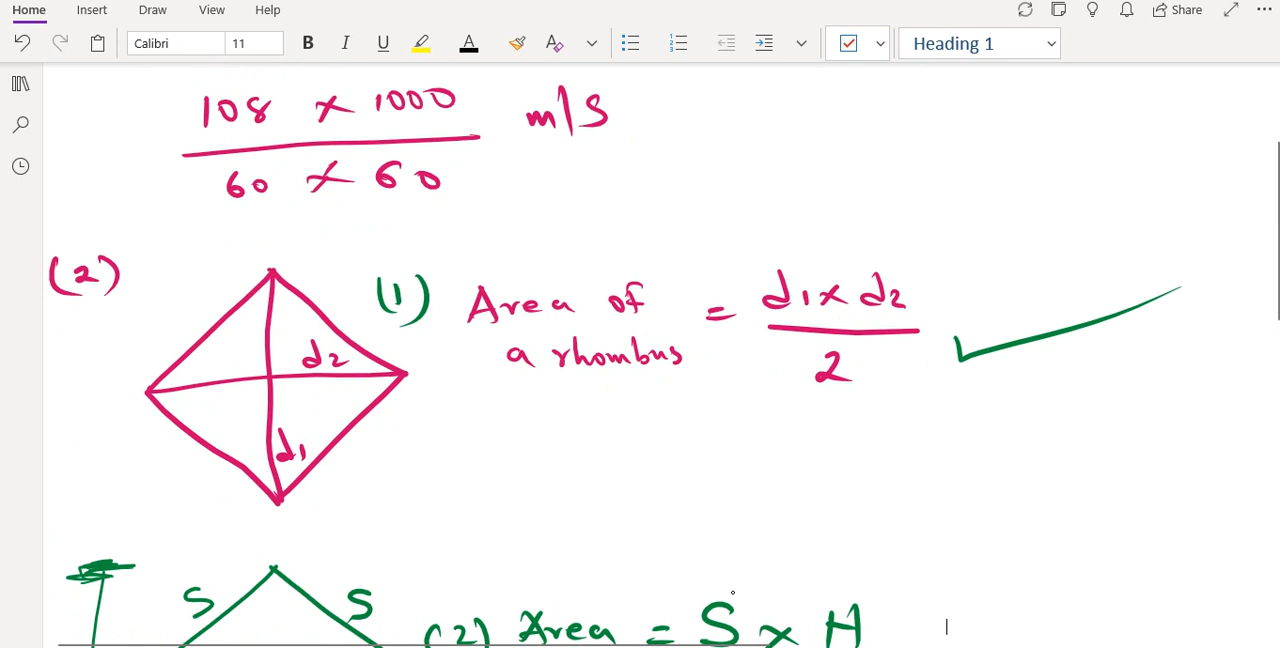 Home Insert Draw View Help Share
Calibri 11 B I U A Heading 1
108 × 1000 m/s
60 × 60
(2)
(1) Area of a rhombus = d1 × d2
2
d2
d1
S S
(2) Area = S × H